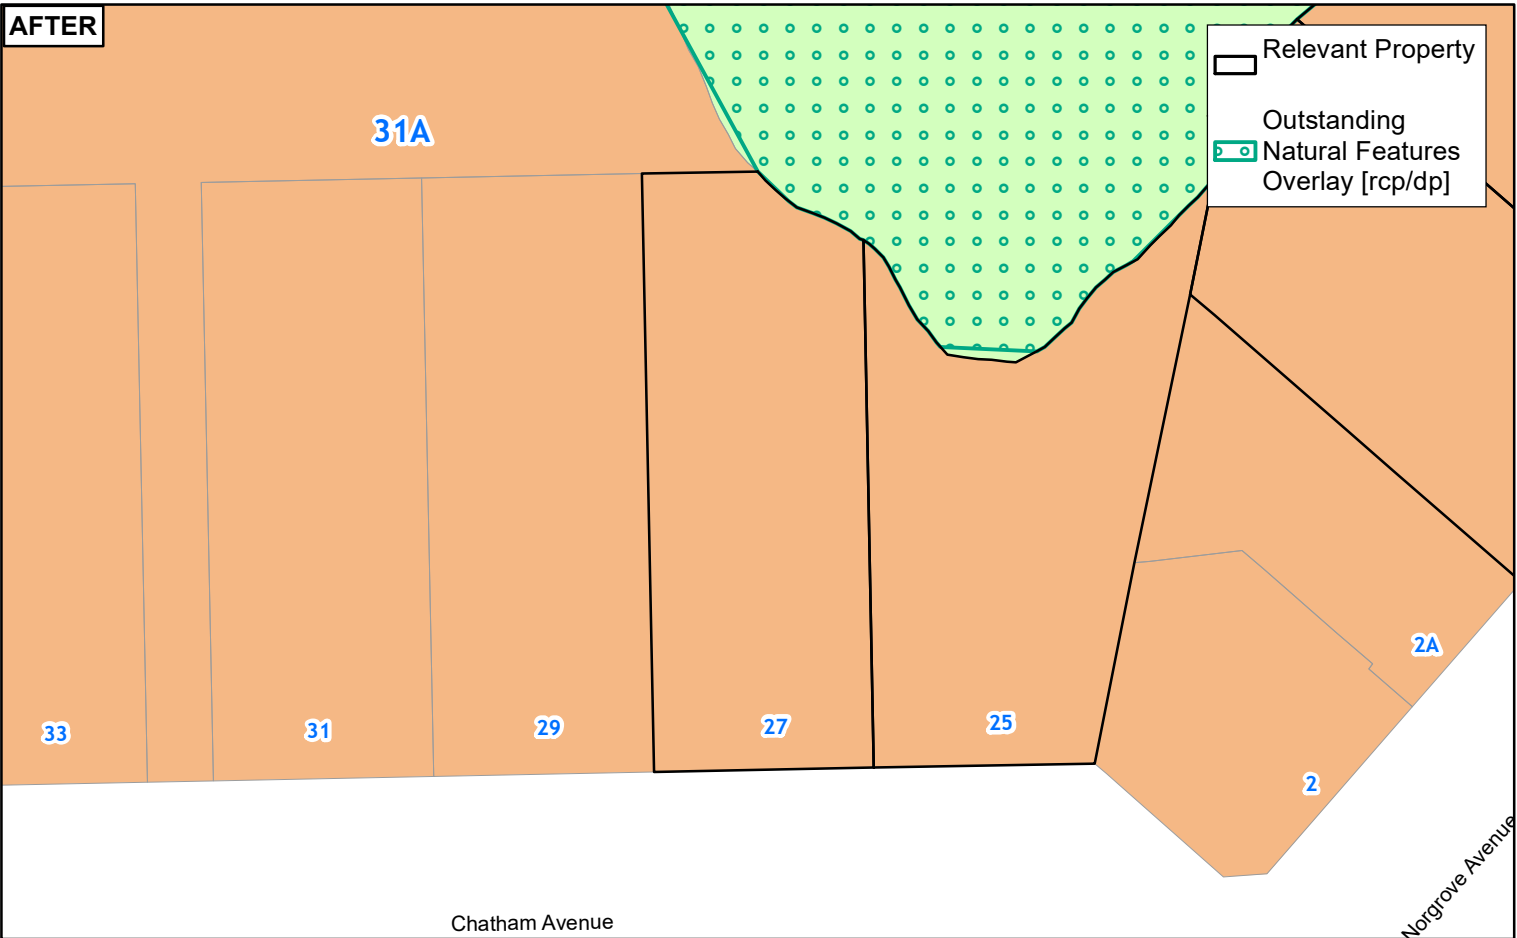 AFTER
Relevant Property
Outstanding
Natural Features
Overlay [rcp/dp]
31A
33
31
29
27
25
2A
2
Chatham Avenue
Norgrove Avenue